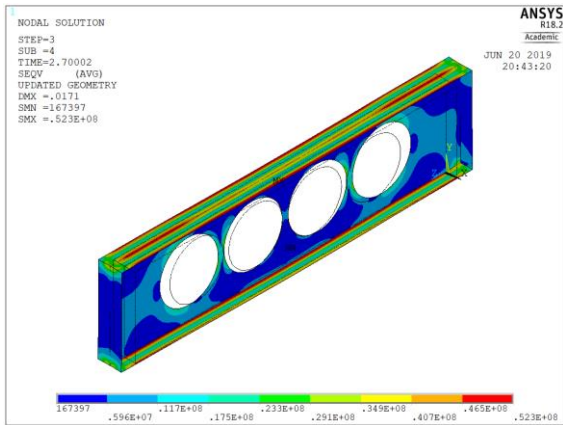 1
NODAL SOLUTION
STEP=3
SUB =4
TIME=2.70002
SEQV (AVG)
UPDATED GEOMETRY
DMX =.0171
SMN =167397
SMX =.523E+08
ANSYS
R18.2
Academic
JUN 20 2019
20:43:20
Y
X
167397 .117E+08 .233E+08 .349E+08 .465E+08
.596E+07 .175E+08 .291E+08 .407E+08 .523E+08